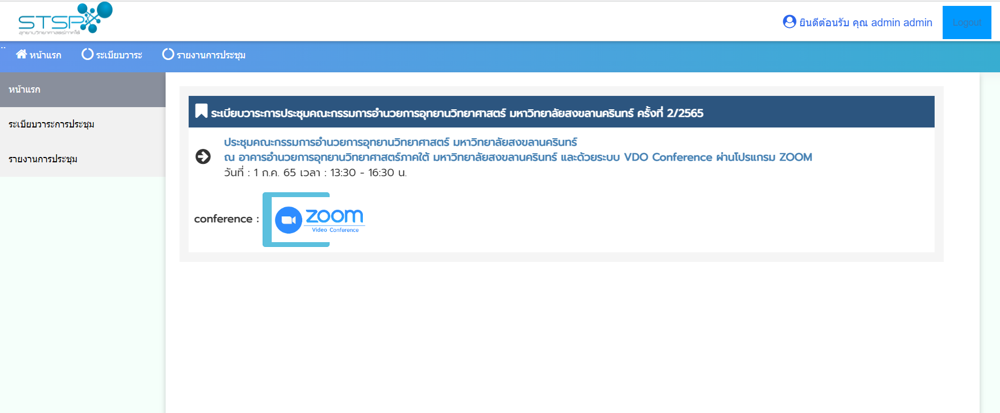 STSP
อุทยานวิทยาศาสตร์ภาคใต้
ยินดีต้อนรับ คุณ admin admin
Logout
หน้าแรก
ระเบียบวาระ
รายงานการประชุม
หน้าแรก
ระเบียบวาระการประชุม
รายงานการประชุม
ระเบียบวาระการประชุมคณะกรรมการอำนวยการอุทยานวิทยาศาสตร์ มหาวิทยาลัยสงขลานครินทร์ ครั้งที่ 2/2565
ประชุมคณะกรรมการอำนวยการอุทยานวิทยาศาสตร์ มหาวิทยาลัยสงขลานครินทร์
ณ อาคารอำนวยการอุทยานวิทยาศาสตร์ภาคใต้ มหาวิทยาลัยสงขลานครินทร์ และด้วยระบบ VDO Conference ผ่านโปรแกรม ZOOM
วันที่ : 1 ก.ค. 65 เวลา : 13:30 - 16:30 น.
conference :
zoom
Video Conference